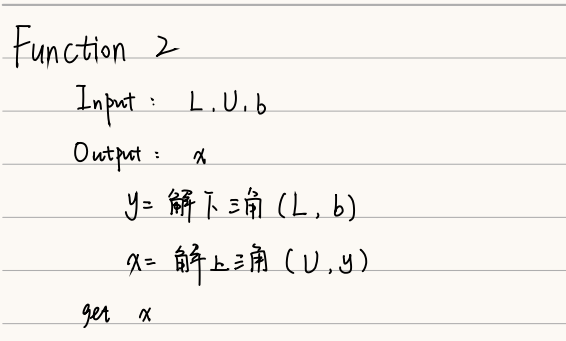 Function 2
Input : L.U.b
Output : x
y= 解下三角 (L, b)
x= 解上三角 (U, y)
get x